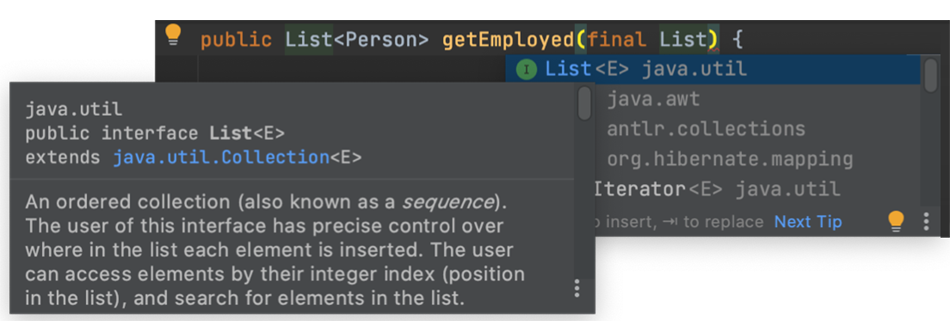 public List<Person> getEmployed(final List) {
List<E> java.util
java.awt
antlr.collections
org.hibernate.mapping
Iterator<E> java.util
insert, ⇥ to replace Next Tip
java.util
public interface List<E>
extends java.util.Collection<E>
An ordered collection (also known as a sequence).
The user of this interface has precise control over
where in the list each element is inserted. The user
can access elements by their integer index (position
in the list), and search for elements in the list.